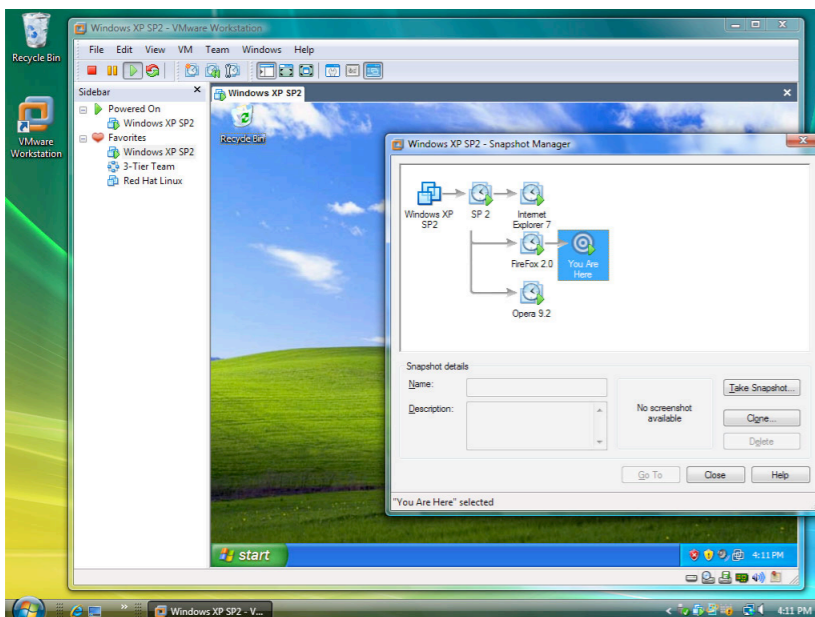 Recycle Bin
VMware
Workstation
Windows XP SP2 - VMware Workstation
File Edit View VM Team Windows Help
Sidebar
Powered On
Windows XP SP2
Favorites
Windows XP SP2
3-Tier Team
Red Hat Linux
Windows XP SP2
Recycle Bin
Windows XP SP2 - Snapshot Manager
Windows XP
SP2
SP 2
Internet
Explorer 7
FireFox 2.0
You Are
Here
Opera 9.2
Snapshot details
Name:
Description:
No screenshot
available
Take Snapshot...
Clone...
Delete
Go To
Close
Help
"You Are Here" selected
start
4:11 PM
Windows XP SP2 - V...
4:11 PM